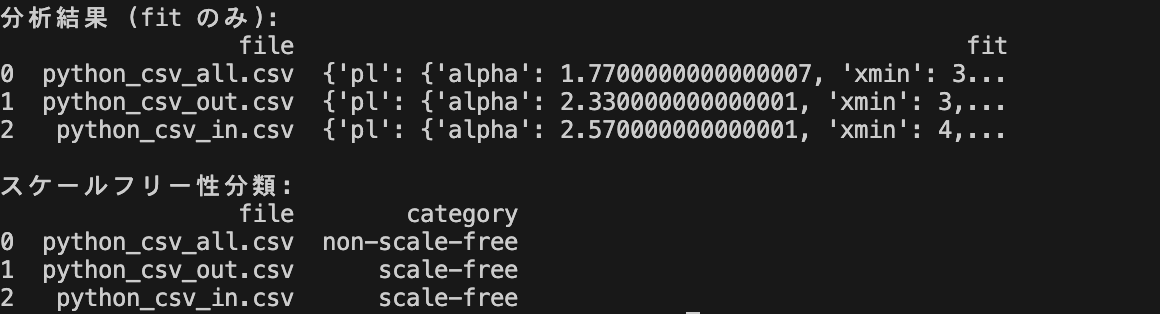 分析結果 (fit のみ):
file fit
0 python_csv_all.csv {'pl': {'alpha': 1.7700000000000007, 'xmin': 3...
1 python_csv_out.csv {'pl': {'alpha': 2.330000000000001, 'xmin': 3,...
2 python_csv_in.csv {'pl': {'alpha': 2.570000000000001, 'xmin': 4,...
スケールフリー性分類:
file category
0 python_csv_all.csv non-scale-free
1 python_csv_out.csv scale-free
2 python_csv_in.csv scale-free